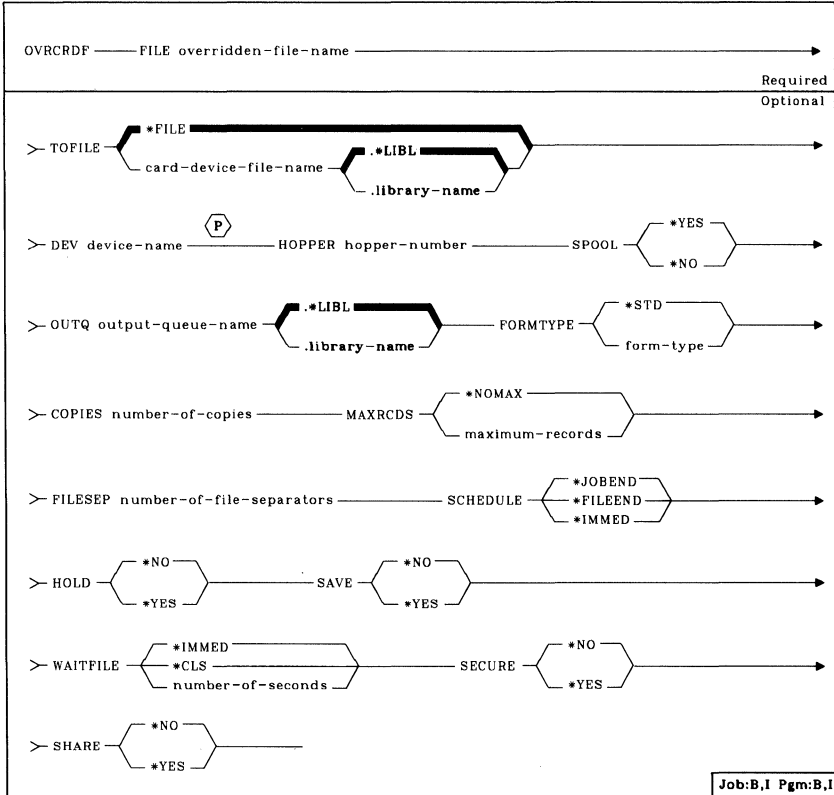 OVRCRDF FILE overridden-file-name
Required
Optional
*FILE
TOFILE .*LIBL
card-device-file-name
.library-name
P
*YES
DEV device-name HOPPER hopper-number SPOOL
*NO
.*LIBL *STD
OUTQ output-queue-name FORMTYPE
.library-name form-type
*NOMAX
COPIES number-of-copies MAXRCDS
maximum-records
*JOBEND
FILESEP number-of-file-separators SCHEDULE *FILEEND
*IMMED
*NO *NO
HOLD SAVE
*YES *YES
*IMMED *NO
WAITFILE *CLS SECURE
number-of-seconds *YES
*NO
SHARE
*YES
Job:B,I Pgm:B,I